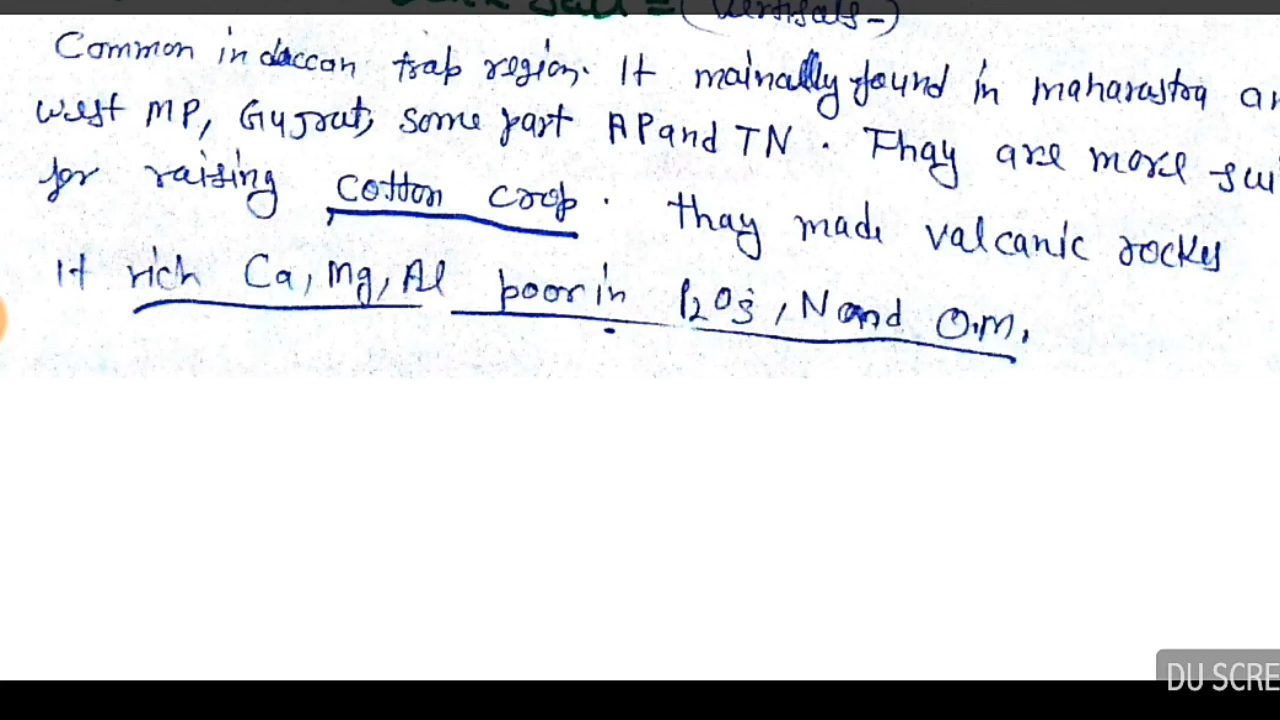 (Vertisals-)
Common in daccan trap region. It mainally found in maharastra
west MP, Gujrat, some part AP and TN. Thay are more
for raising cotton crop. thay made valcanic rocks
It rich Ca, Mg, Al poor in P2O5, N and O.M.
DU SCRE